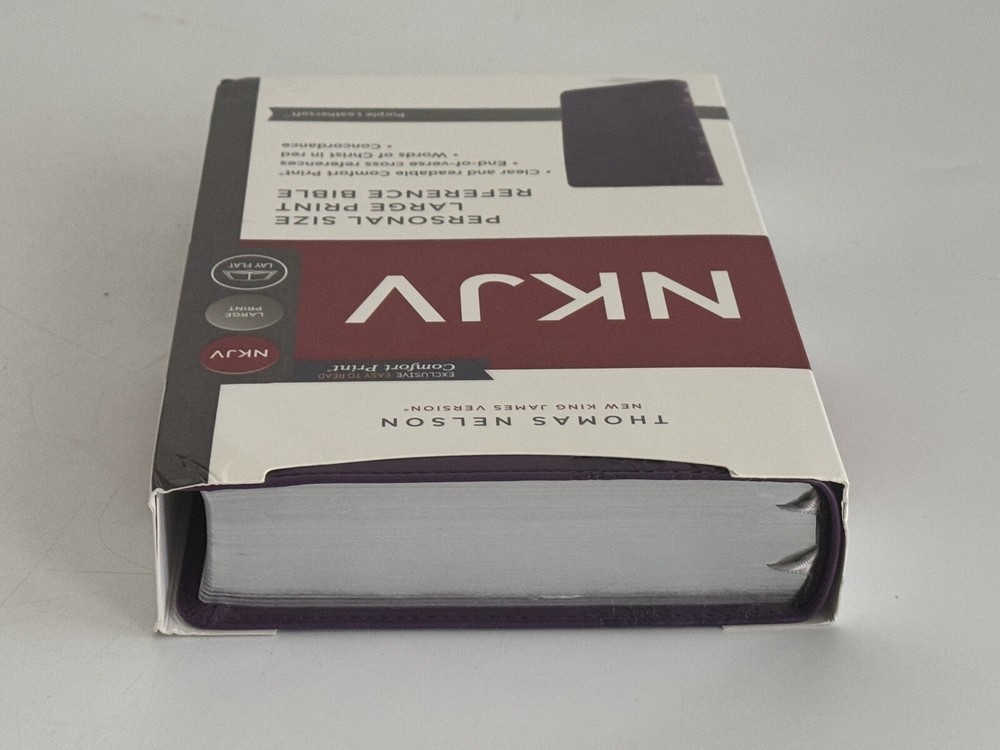 THOMAS NELSON
NEW KING JAMES VERSION®
EXCLUSIVE EASY TO READ
Comfort Print®
NKJV
NKJV
LARGE
PRINT
LAY FLAT
PERSONAL SIZE
LARGE PRINT
REFERENCE BIBLE
• Clear and readable Comfort Print®
• End-of-verse cross references
• Words of Christ in red
• Concordance
Purple Leathersoft™